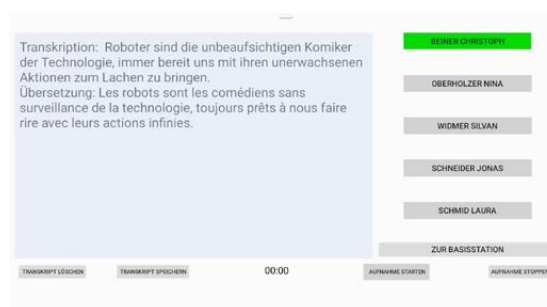 Transkription: Roboter sind die unbeaufsichtigen Komiker
der Technologie, immer bereit uns mit ihren unerwachsenen
Aktionen zum Lachen zu bringen.
Übersetzung: Les robots sont les comédiens sans
surveillance de la technologie, toujours prêts à nous faire
rire avec leurs actions infinies.
BEINER CHRISTOPH
OBERHOLZER NINA
WIDMER SILVAN
SCHNEIDER JONAS
SCHMID LAURA
ZUR BASISSTATION
TRANSKRIPT LÖSCHEN
TRANSKRIPT SPEICHERN
00:00
AUFNAHME STARTEN
AUFNAHME STOPPEN